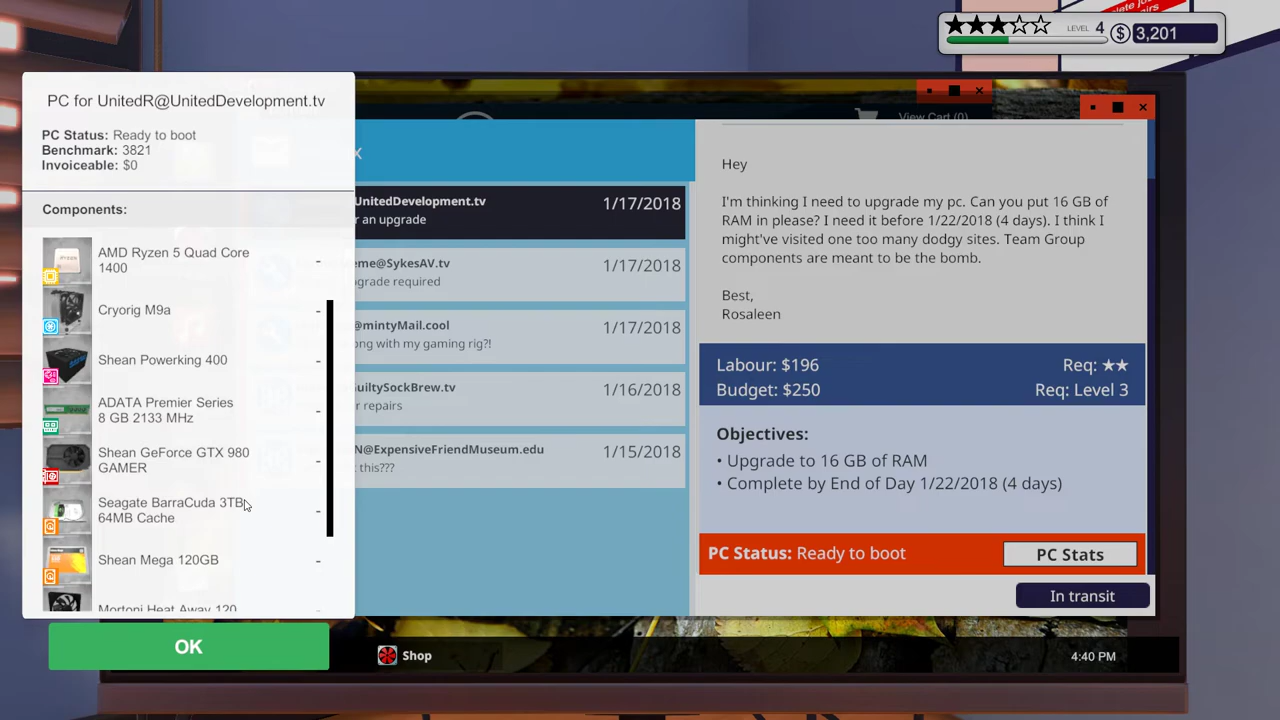 LEVEL 4
$ 3,201
PC for UnitedR@UnitedDevelopment.tv
PC Status: Ready to boot
Benchmark: 3821
Invoiceable: $0
Components:
AMD Ryzen 5 Quad Core
1400
-
Cryorig M9a
-
Shean Powerking 400
-
ADATA Premier Series
8 GB 2133 MHz
-
Shean GeForce GTX 980
GAMER
-
Seagate BarraCuda 3TB
64MB Cache
-
Shean Mega 120GB
-
Mortoni Heat Away 120
-
OK
View Cart (0)
x
UnitedDevelopment.tv
1/17/2018
r an upgrade
eme@SykesAV.tv
1/17/2018
grade required
@mintyMail.cool
1/17/2018
ong with my gaming rig?!
uiltySockBrew.tv
1/16/2018
r repairs
N@ExpensiveFriendMuseum.edu
1/15/2018
this???
Hey
I'm thinking I need to upgrade my pc. Can you put 16 GB of
RAM in please? I need it before 1/22/2018 (4 days). I think I
might've visited one too many dodgy sites. Team Group
components are meant to be the bomb.
Best,
Rosaleen
Labour: $196
Req: ★★
Budget: $250
Req: Level 3
Objectives:
• Upgrade to 16 GB of RAM
• Complete by End of Day 1/22/2018 (4 days)
PC Status: Ready to boot
PC Stats
In transit
Shop
4:40 PM